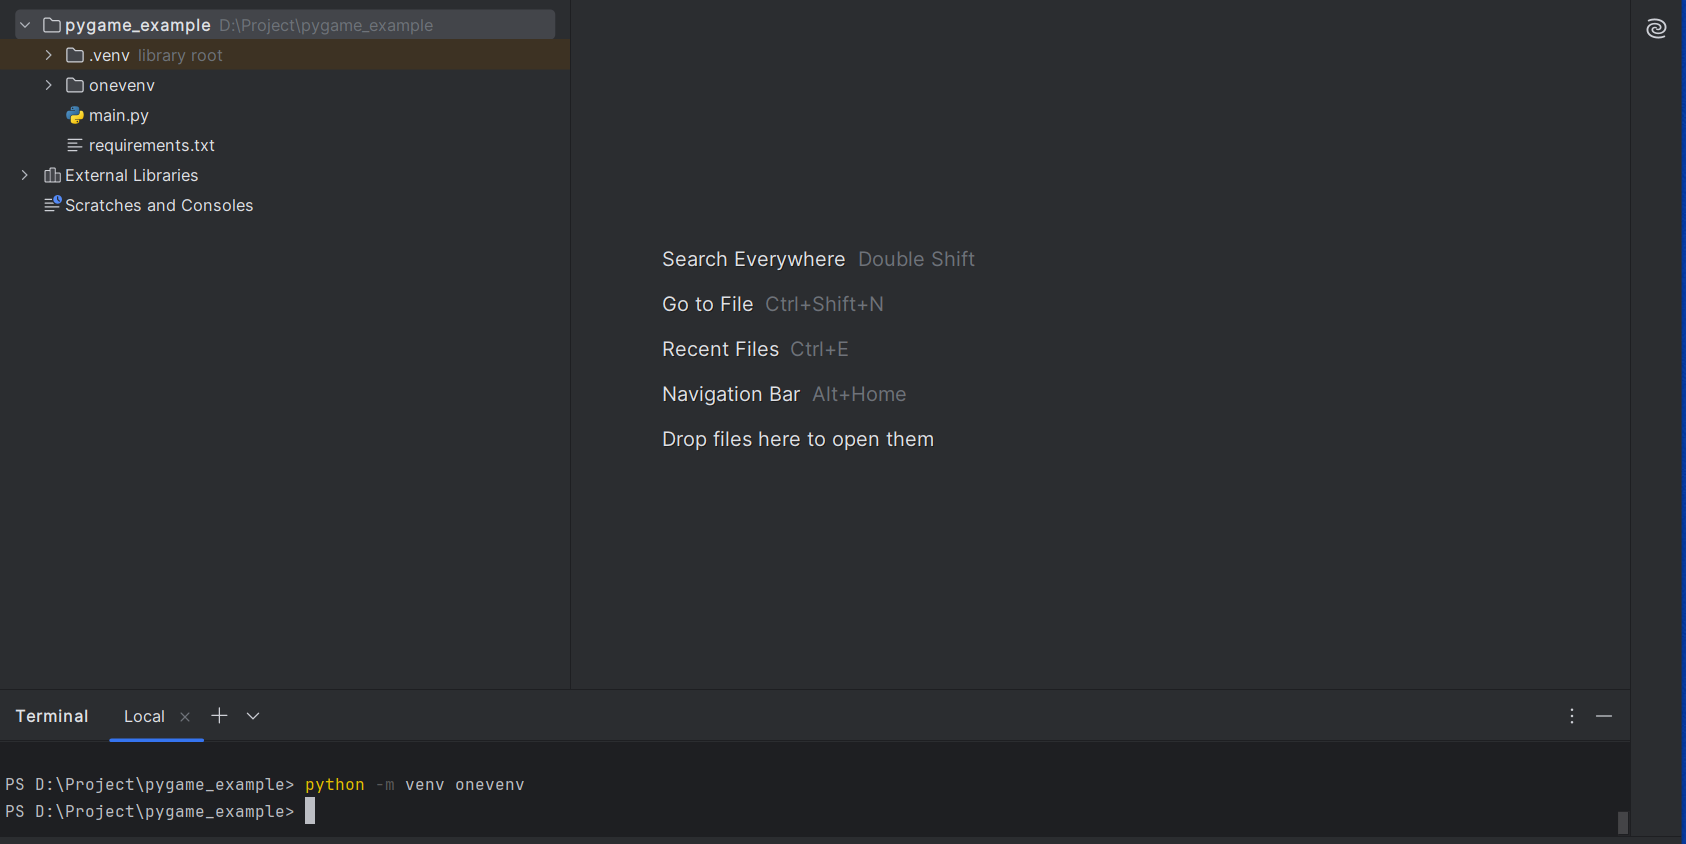 pygame_example D:\Project\pygame_example
.venv library root
onevenv
main.py
requirements.txt
External Libraries
Scratches and Consoles
Search Everywhere Double Shift
Go to File Ctrl+Shift+N
Recent Files Ctrl+E
Navigation Bar Alt+Home
Drop files here to open them
Terminal Local
PS D:\Project\pygame_example> python -m venv onevenv
PS D:\Project\pygame_example>